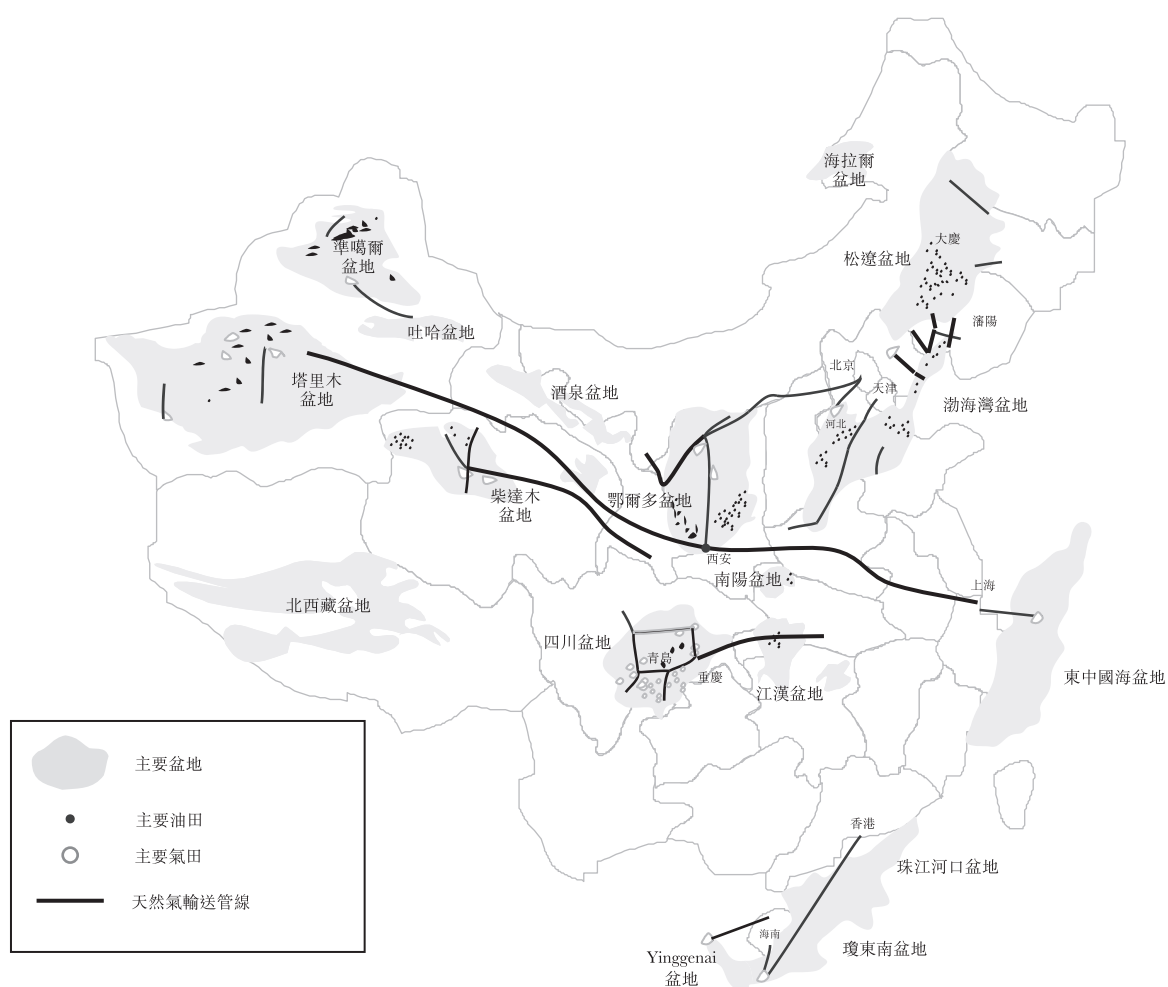 海拉爾
盆地
大慶
松遼盆地
準噶爾
盆地
瀋陽
吐哈盆地
北京
塔里木
盆地
酒泉盆地
天津
渤海灣盆地
河北
鄂爾多盆地
柴達木
盆地
西安
南陽盆地
上海
北西藏盆地
四川盆地
青島
重慶
東中國海盆地
江漢盆地
主要盆地
主要油田
主要氣田
天然氣輸送管線
香港
珠江河口盆地
海南
瓊東南盆地
Yinggenai
盆地